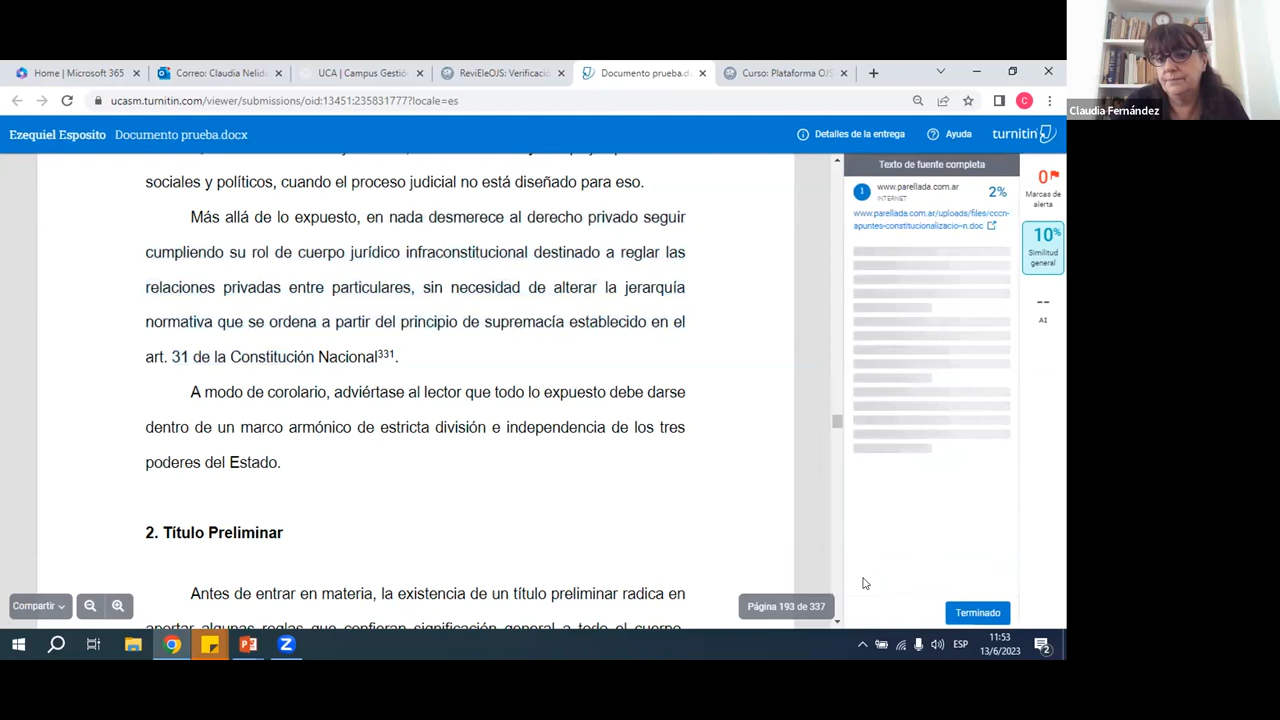 Home | Microsoft 365
Correo: Claudia Nelida
UCA | Campus Gestió
ReviEleOJS: Verificació
Documento prueba.d
Curso: Plataforma OJS
ucasm.turnitin.com/viewer/submissions/oid:13451:235831777?locale=es
Claudia Fernández
Ezequiel Esposito
Documento prueba.docx
Detalles de la entrega
Ayuda
turnitin
sociales y políticos, cuando el proceso judicial no está diseñado para eso.
Más allá de lo expuesto, en nada desmerece al derecho privado seguir
cumpliendo su rol de cuerpo jurídico infraconstitucional destinado a reglar las
relaciones privadas entre particulares, sin necesidad de alterar la jerarquía
normativa que se ordena a partir del principio de supremacía establecido en el
art. 31 de la Constitución Nacional³³¹.
A modo de corolario, adviértase al lector que todo lo expuesto debe darse
dentro de un marco armónico de estricta división e independencia de los tres
poderes del Estado.
2. Título Preliminar
Antes de entrar en materia, la existencia de un título preliminar radica en
Compartir
Página 193 de 337
Texto de fuente completa
1
www.parellada.com.ar
2%
INTERNET
www.parellada.com.ar/uploads/files/cccn-
apuntes-constitucionalizacio-n.doc
Terminado
0
Marcas de
alerta
10%
Similitud
general
--
AI
ESP
11:53
13/6/2023
2